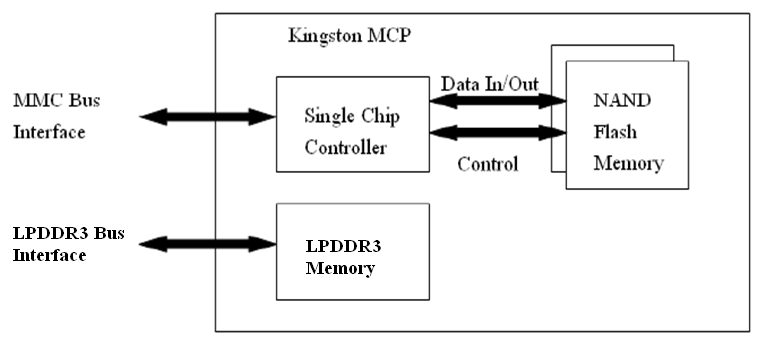 Kingston MCP
MMC Bus
Interface
Single Chip
Controller
Data In/Out
Control
NAND
Flash
Memory
LPDDR3 Bus
Interface
LPDDR3
Memory